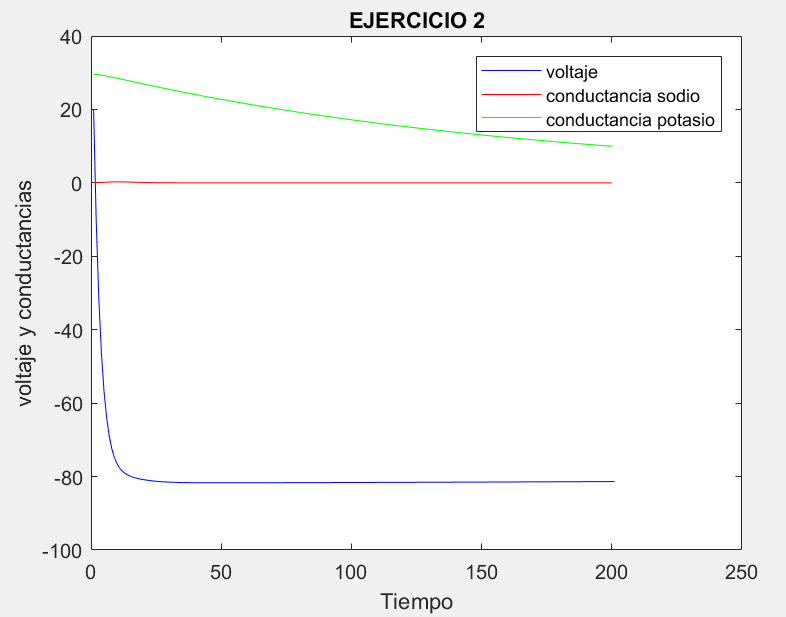 EJERCICIO 2
40
20
0
-20
-40
-60
-80
-100
voltaje y conductancias
voltaje
conductancia sodio
conductancia potasio
0
50
100
150
200
250
Tiempo